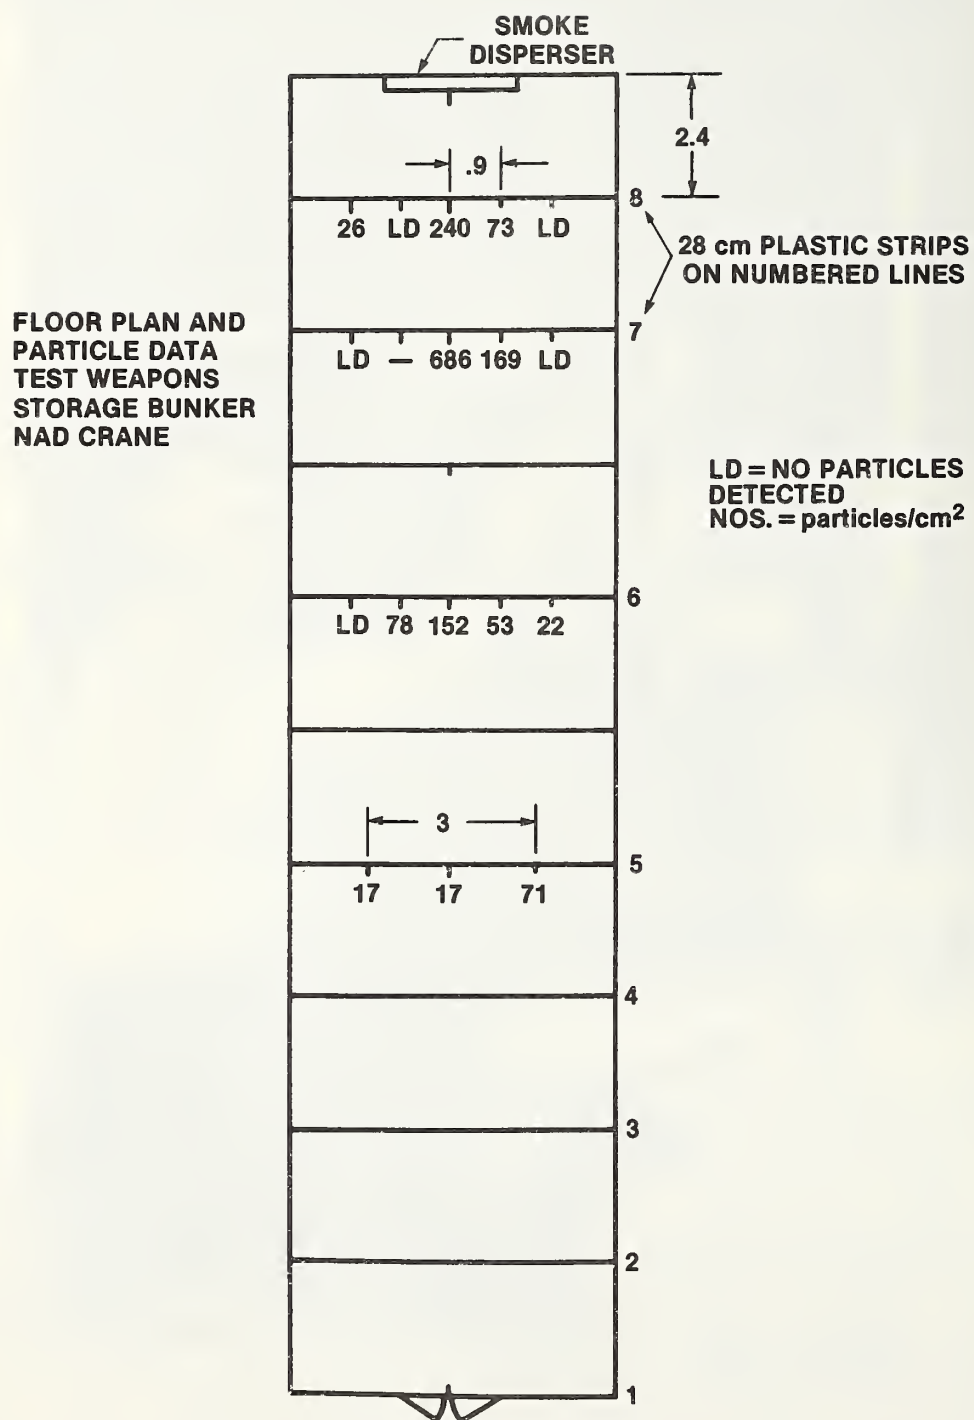 SMOKE
DISPERSER
2.4
.9
8
26 LD 240 73 LD
28 cm PLASTIC STRIPS
ON NUMBERED LINES
7
FLOOR PLAN AND
PARTICLE DATA
TEST WEAPONS
STORAGE BUNKER
NAD CRANE
LD — 686 169 LD
LD = NO PARTICLES
DETECTED
NOS. = particles/cm²
6
LD 78 152 53 22
3
5
17 17 71
4
3
2
1